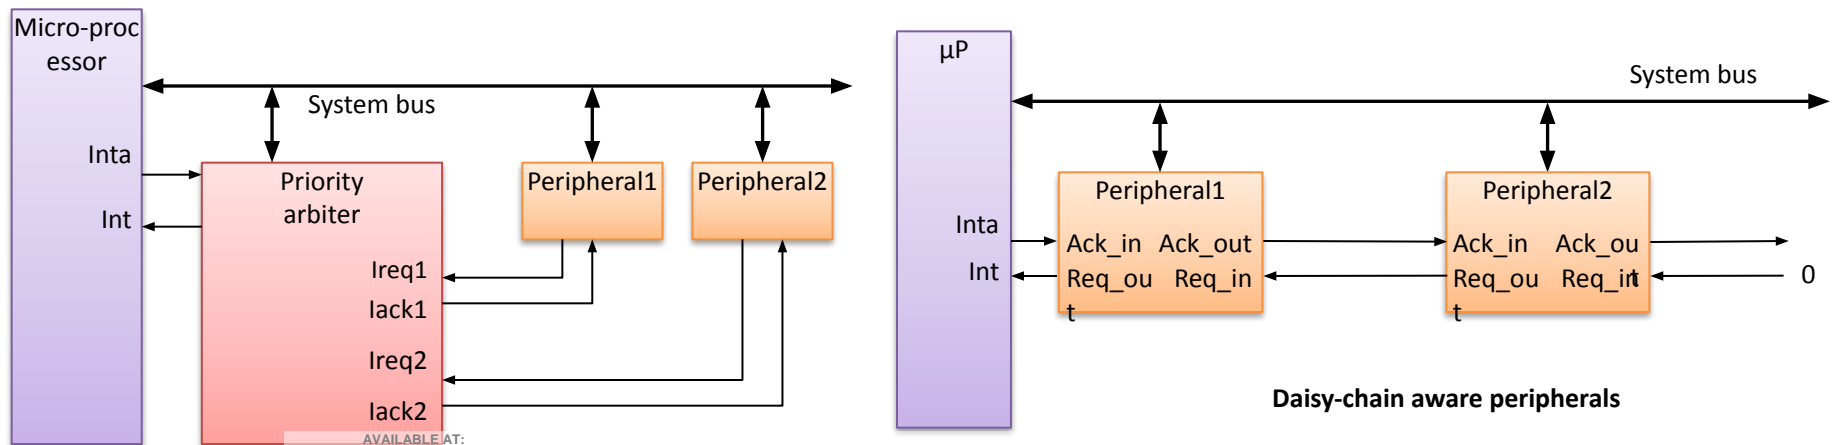 Micro-proc
essor
System bus
Inta
Int
Priority
arbiter
Peripheral1
Peripheral2
Ireq1
Iack1
Ireq2
Iack2
AVAILABLE AT:
µP
System bus
Inta
Int
Peripheral1
Ack_in Ack_out
Req_ou Req_in
t
Peripheral2
Ack_in Ack_ou
t
Req_ou Req_in
t
0
Daisy-chain aware peripherals